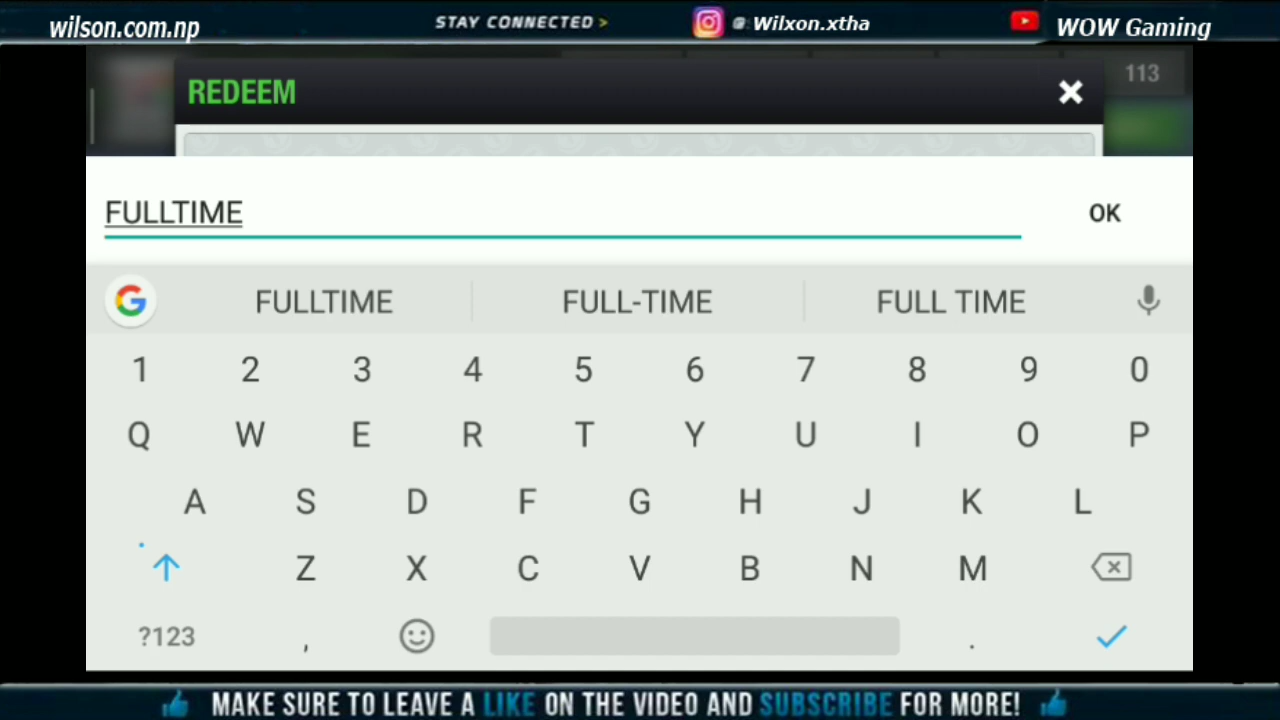 wilson.com.np
STAY CONNECTED >
@ Wilxon.xtha
WOW Gaming
REDEEM
113
FULLTIME
OK
FULLTIME FULL-TIME FULL TIME
1 2 3 4 5 6 7 8 9 0
Q W E R T Y U I O P
A S D F G H J K L
Z X C V B N M
?123 , .
MAKE SURE TO LEAVE A LIKE ON THE VIDEO AND SUBSCRIBE FOR MORE!